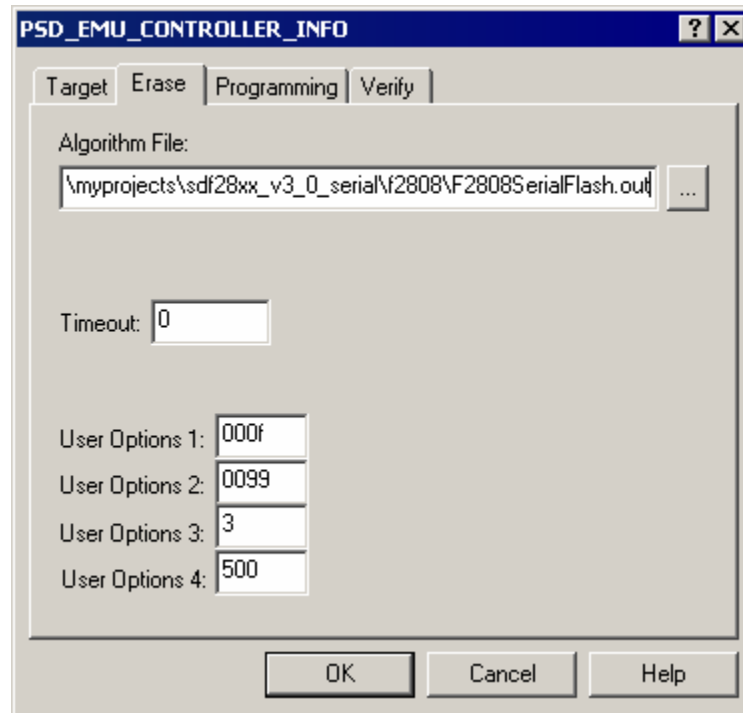 PSD_EMU_CONTROLLER_INFO ? X
Target Erase Programming Verify
Algorithm File:
\myprojects\sdf28xx_v3_0_serial\f2808\F2808SerialFlash.out ...
Timeout: 0
User Options 1: 000f
User Options 2: 0099
User Options 3: 3
User Options 4: 500
OK Cancel Help